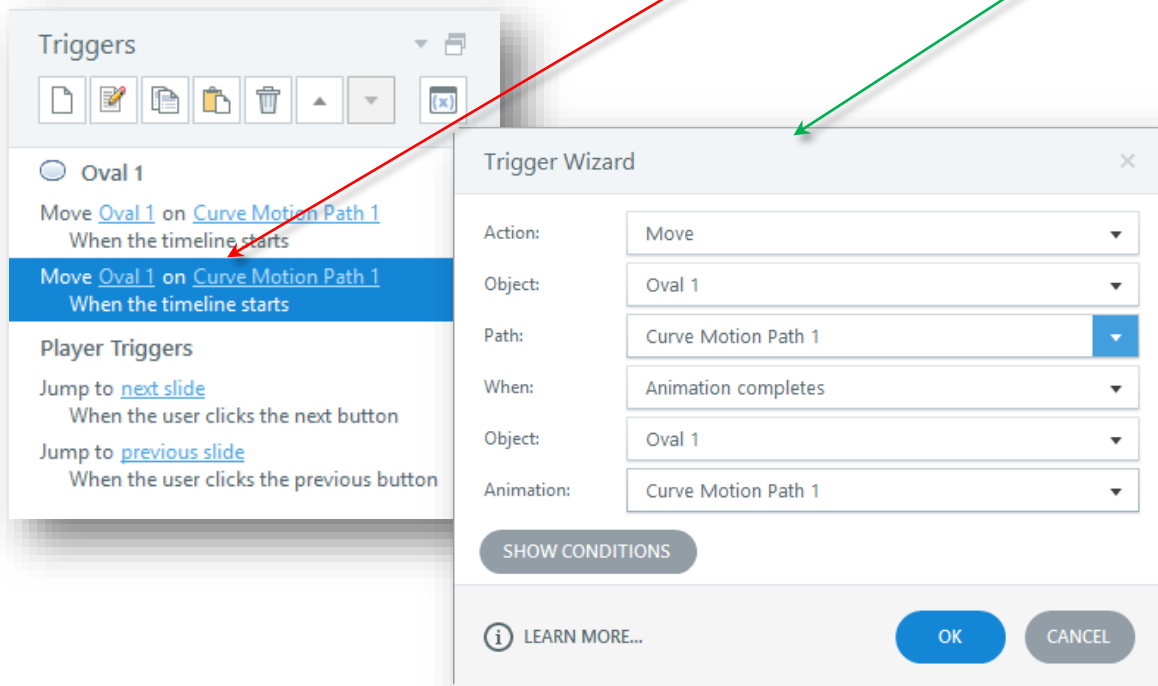 Triggers
(x)
Oval 1
Move Oval 1 on Curve Motion Path 1
When the timeline starts
Move Oval 1 on Curve Motion Path 1
When the timeline starts
Player Triggers
Jump to next slide
When the user clicks the next button
Jump to previous slide
When the user clicks the previous button
Trigger Wizard
Action: Move
Object: Oval 1
Path: Curve Motion Path 1
When: Animation completes
Object: Oval 1
Animation: Curve Motion Path 1
SHOW CONDITIONS
i LEARN MORE... OK CANCEL